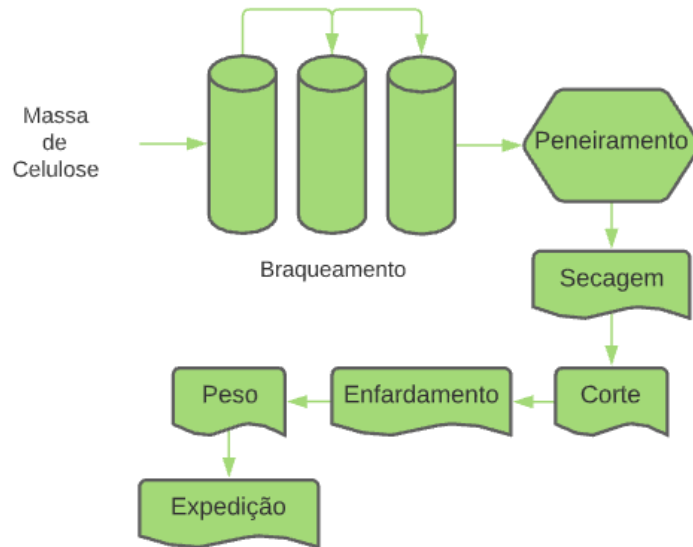 Massa
de
Celulose
Braqueamento
Peneiramento
Secagem
Corte
Enfardamento
Peso
Expedição